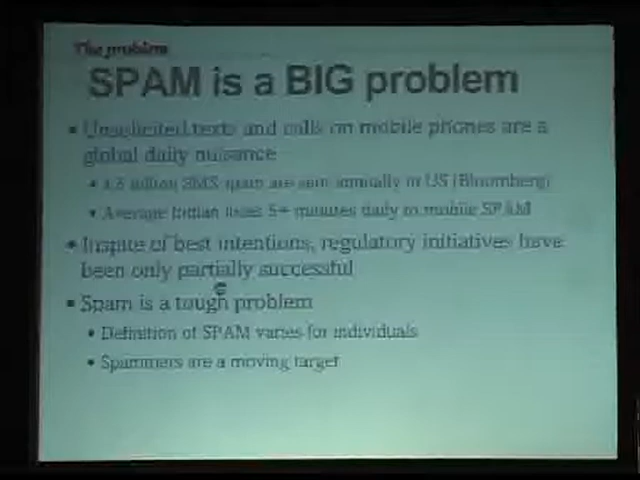 The problem
SPAM is a BIG problem
• Unsolicited texts and calls on mobile phones are a
global daily nuisance
• billion SMS spam are sent annually in US (Bloomberg)
• Average Indian loses 5+ minutes daily to mobile SPAM
• Inspite of best intentions, regulatory initiatives have
been only partially successful
• Spam is a tough problem
• Definition of SPAM varies for individuals
• Spammers are a moving target